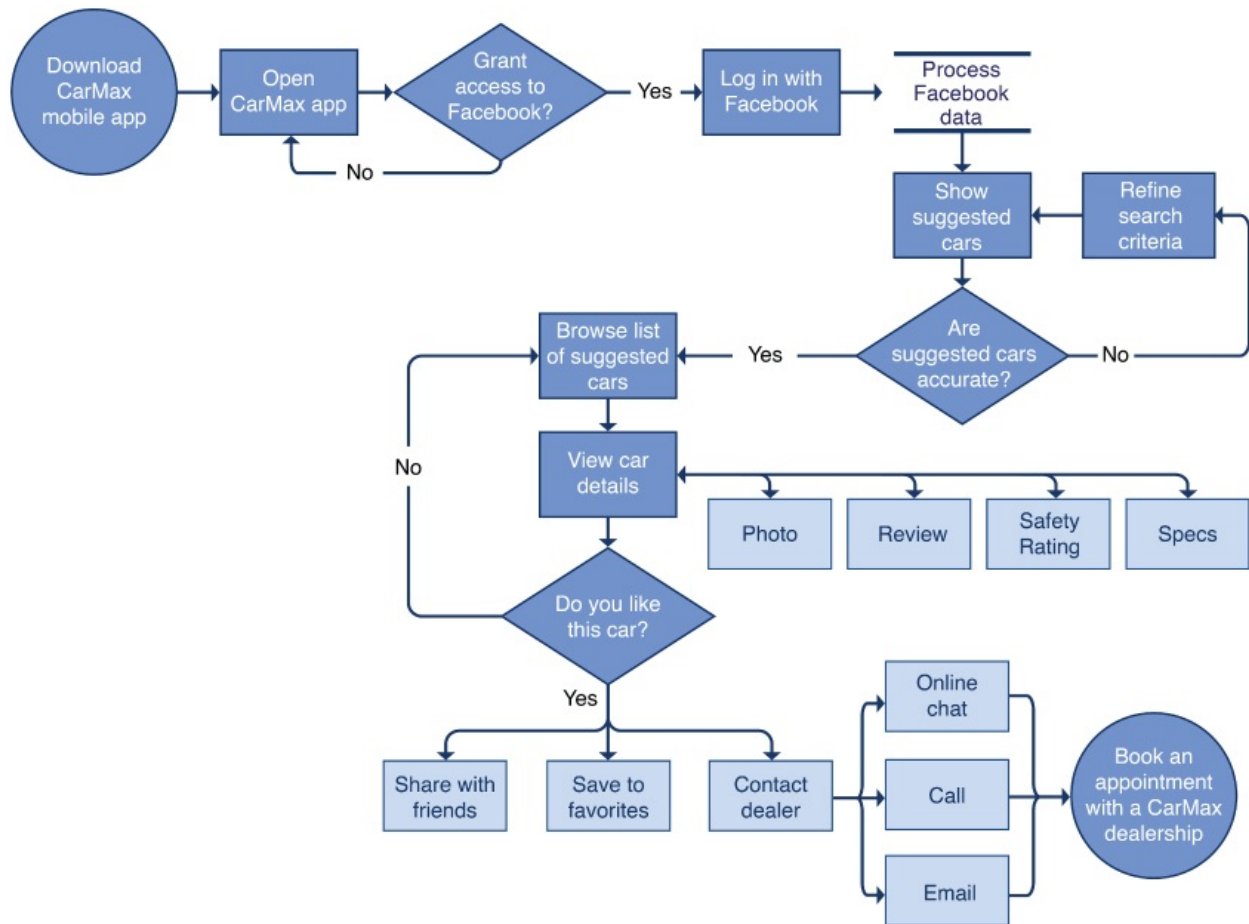 Download
CarMax
mobile app
Open
CarMax app
Grant
access to
Facebook?
Yes
Log in with
Facebook
Process
Facebook
data
No
Show
suggested
cars
Refine
search
criteria
Are
suggested cars
accurate?
No
Yes
Browse list
of suggested
cars
No
View car
details
Photo
Review
Safety
Rating
Specs
Do you like
this car?
Yes
Share with
friends
Save to
favorites
Contact
dealer
Online
chat
Call
Email
Book an
appointment
with a CarMax
dealership